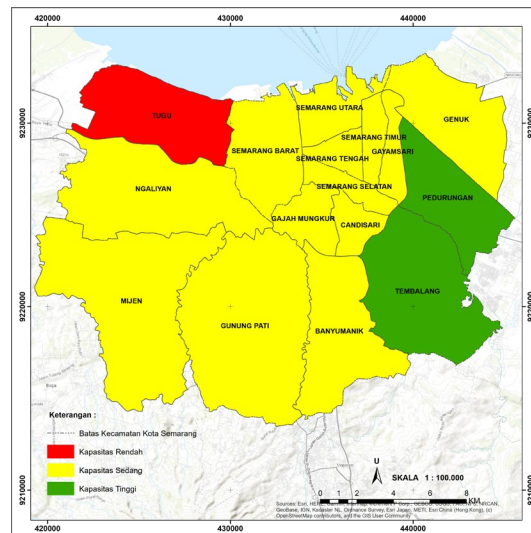 420000 430000 440000
9230000 9230000
9220000 9220000
9210000 9210000
TUGU
SEMARANG UTARA
GENUK
SEMARANG BARAT
SEMARANG TIMUR
GAYAMSARI
SEMARANG TENGAH
NGALIYAN
SEMARANG SELATAN
PEDURUNGAN
GAJAH MUNGKUR
CANDISARI
TEMBALANG
MIJEN
GUNUNG PATI
BANYUMANIK
Keterangan :
Batas Kecamatan Kota Semarang
Kapasitas Rendah
Kapasitas Sedang
Kapasitas Tinggi
U
SKALA 1 : 100.000
0 1 2 4 6 8
KM
GeoBase, IGN, Kadaster NL, Ordnance Survey, Esri Japan, METI, Esri China (Hong Kong), (c)
OpenStreetMap contributors, and the GIS User Community
420000 430000 440000